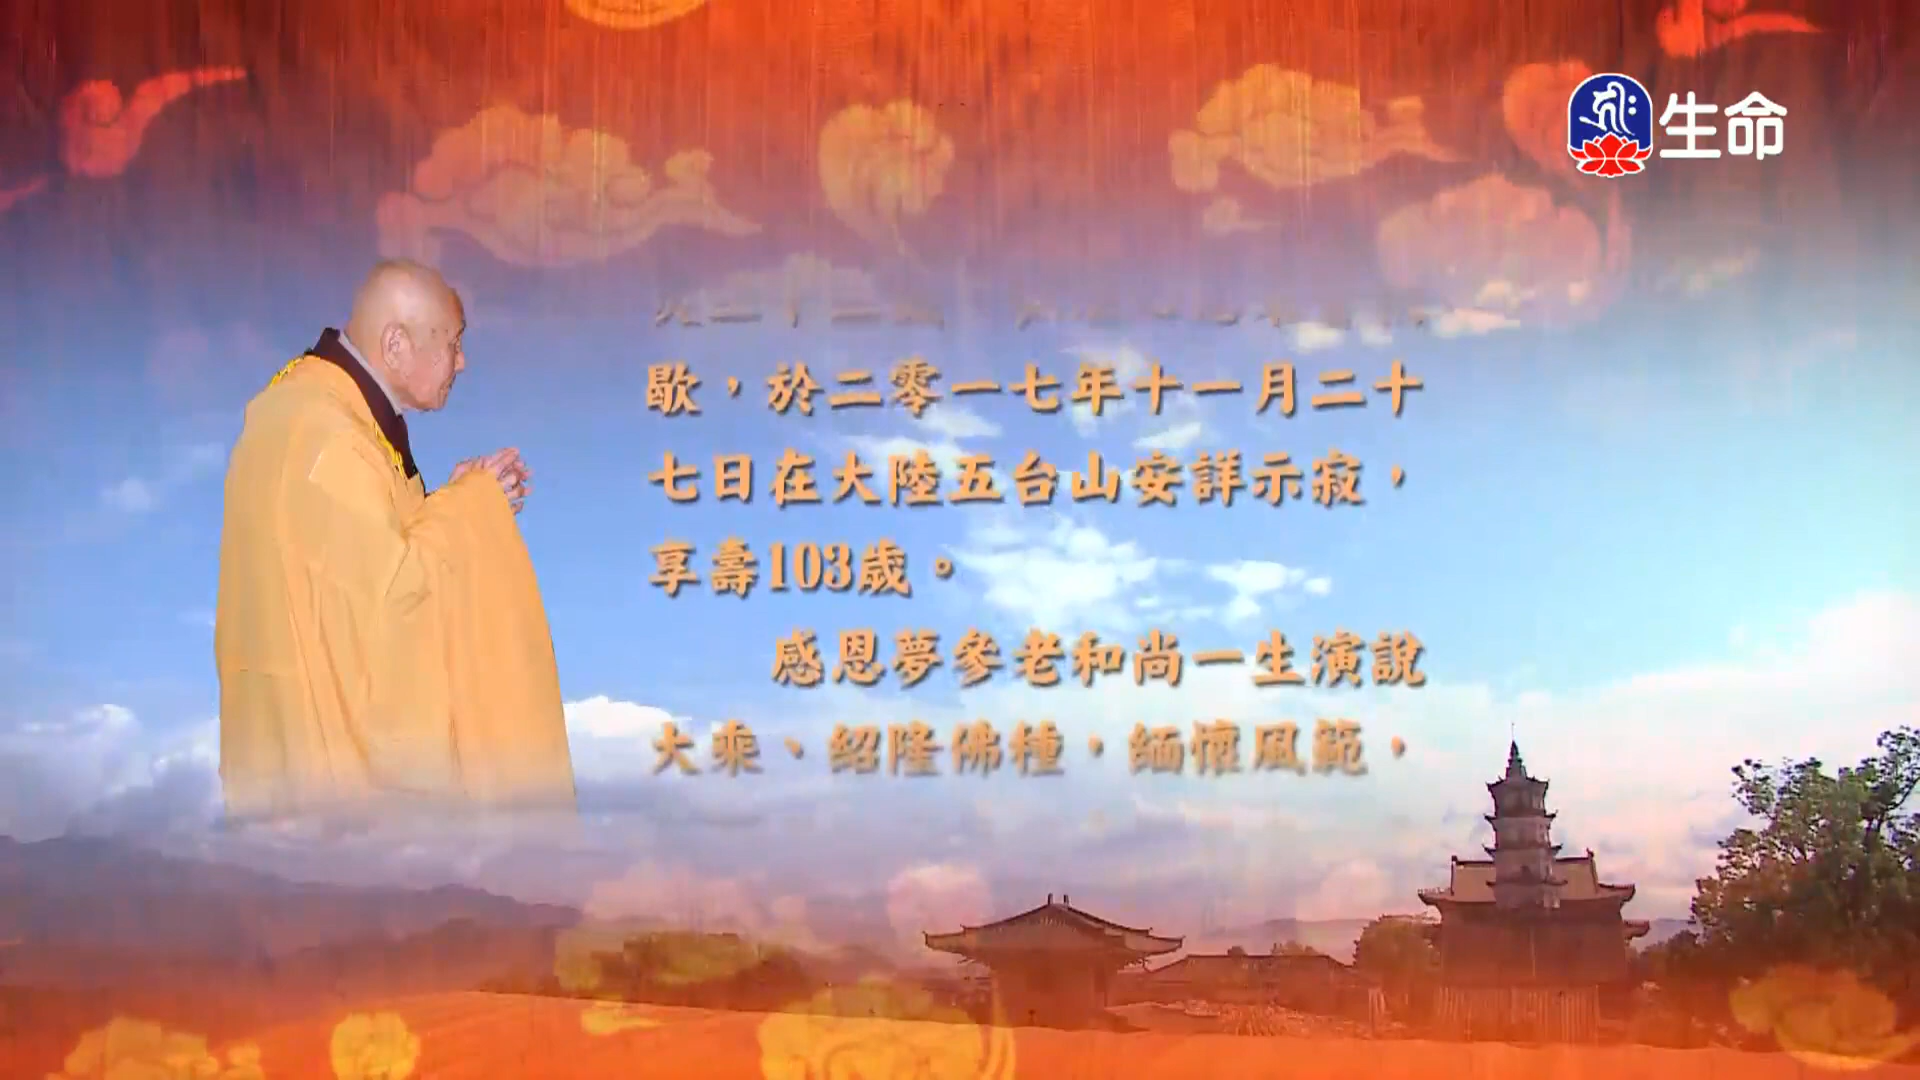 生命
歇，於二零一七年十一月二十
七日在大陸五台山安詳示寂，
享壽103歲。
感恩夢參老和尚一生演說
大乘、紹隆佛種，緬懷風範，